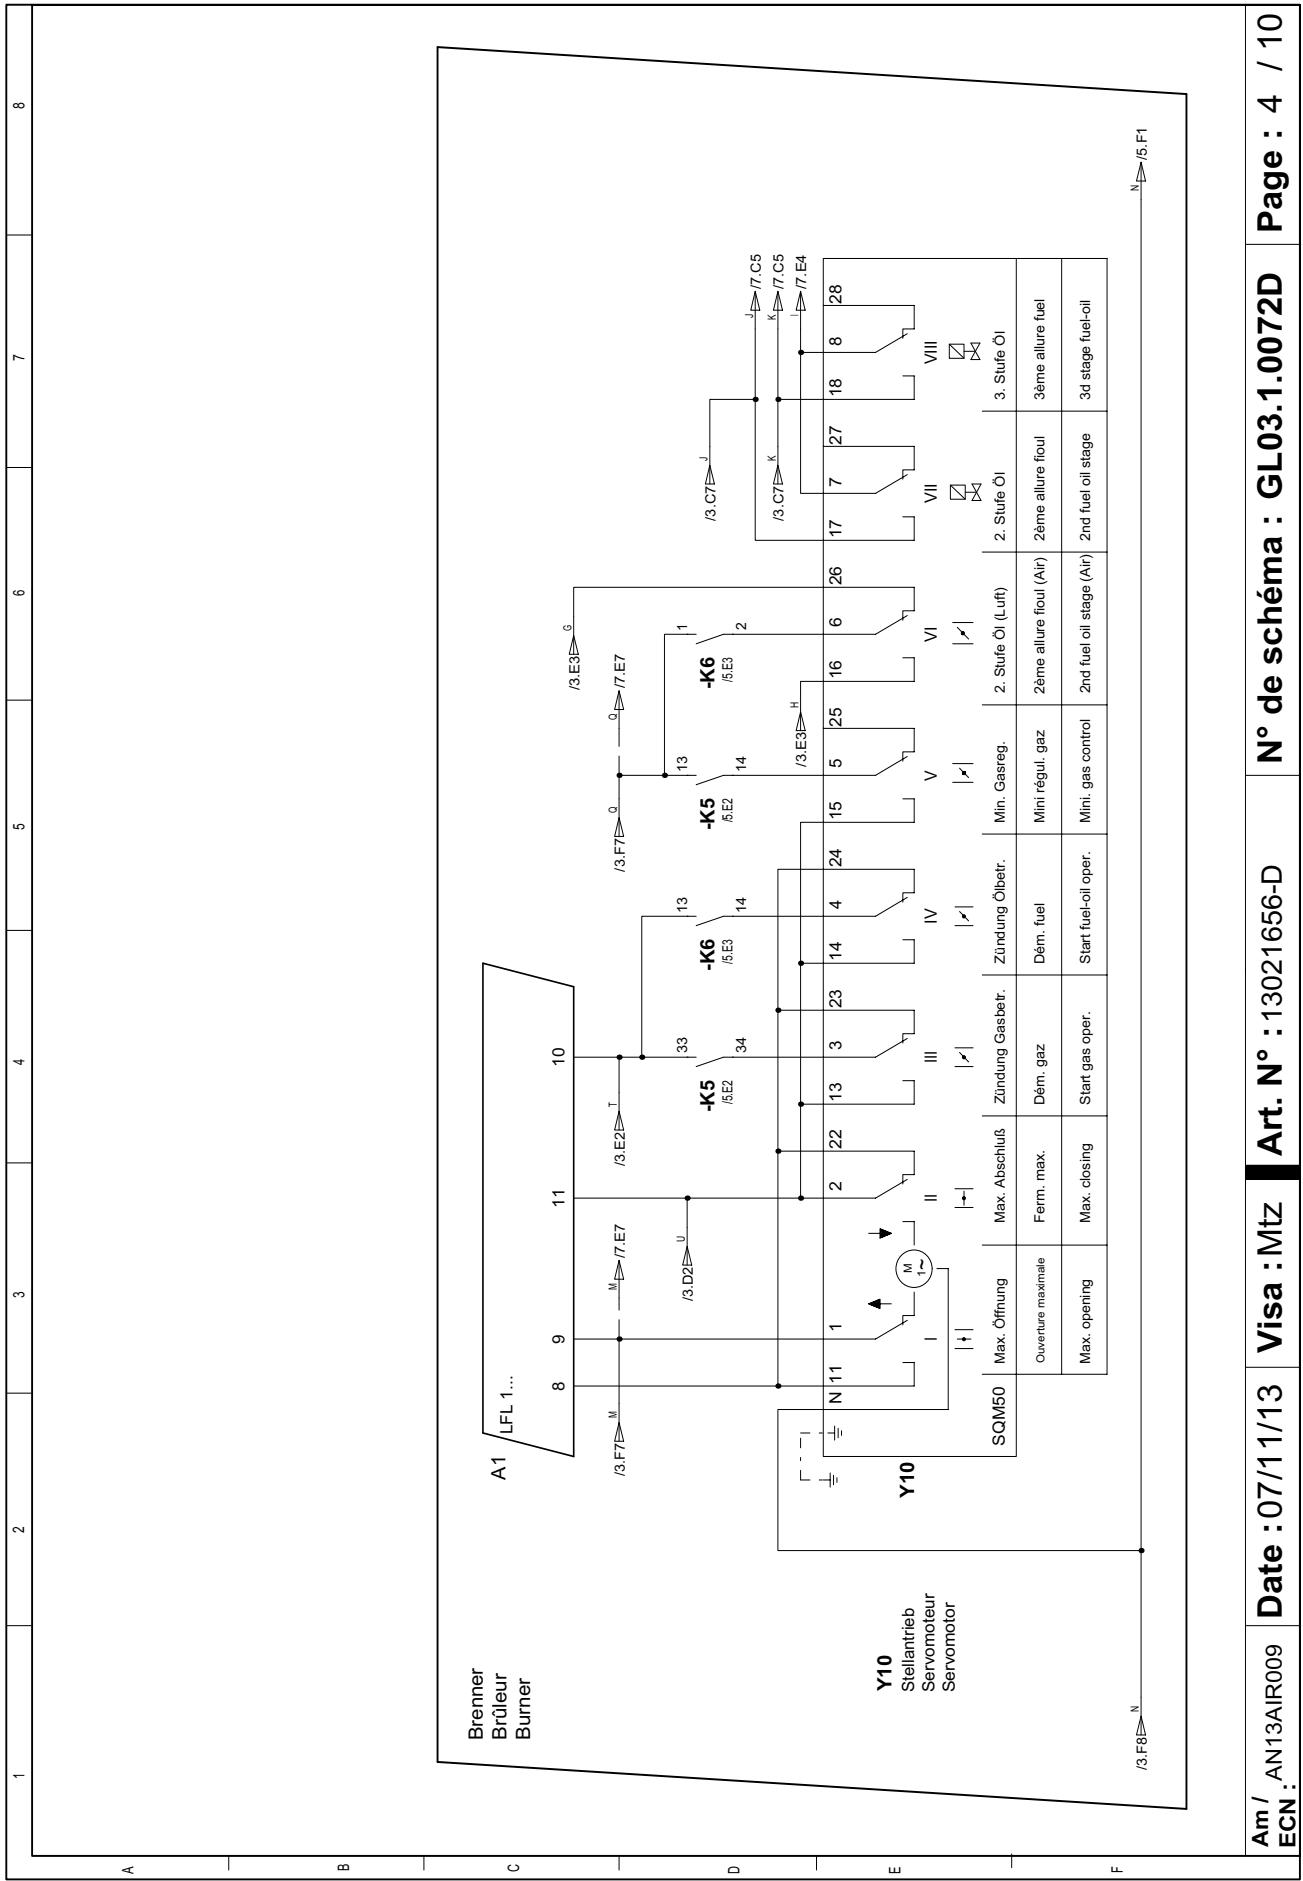 1 2 3 4 5 6 7 8
A
B
C
D
E
F
Brenner
Brûleur
Burner
A1 LFL 1...
8 9 11 10
/3.E3 G
/3.F7 M M /7.E7
/3.E2 T
/3.F7 Q Q /7.E7
/3.D2 U
33 13 13 1
-K5 -K6 -K5 -K6
/5.E2 /5.E3 /5.E2 /5.E3
34 14 14 2
/3.C7 J
J /7.C5
/3.C7 K K /7.C5
/3.E3 H
I /7.E4
N 11 1 2 22 13 3 23 14 4 24 15 5 25 16 6 26 17 7 27 18 8 28
Y10
M
1~
I II III IV V VI VII VIII
SQM50
Max. Öffnung
Max. Abschluß
Zündung Gasbetr.
Zündung Ölbetr.
Min. Gasreg.
2. Stufe Öl (Luft)
2. Stufe Öl
3. Stufe Öl
Ouverture maximale
Ferm. max.
Dém. gaz
Dém. fuel
Mini régul. gaz
2ème allure fioul (Air)
2ème allure fioul
3ème allure fuel
Max. opening
Max. closing
Start gas oper.
Start fuel-oil oper.
Mini. gas control
2nd fuel oil stage (Air)
2nd fuel oil stage
3d stage fuel-oil
Y10
Stellantrieb
Servomoteur
Servomotor
/3.F8 N N /5.F1
Am /
ECN : AN13AIR009
Date : 07/11/13
Visa : Mtz
Art. N° : 13021656-D
N° de schéma : GL03.1.0072D
Page : 4 / 10